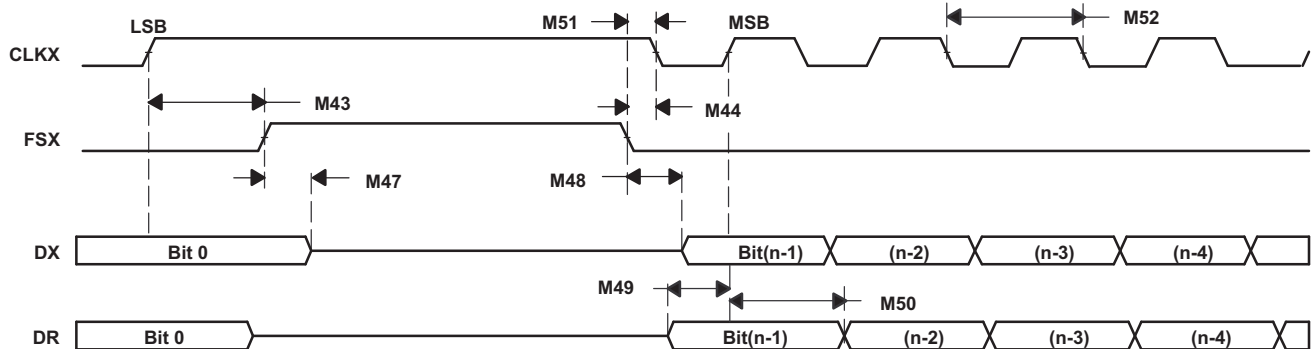 LSB M51 MSB M52
CLKX
M43 M44
FSX
M47 M48
DX Bit 0 Bit(n-1) (n-2) (n-3) (n-4)
M49 M50
DR Bit 0 Bit(n-1) (n-2) (n-3) (n-4)